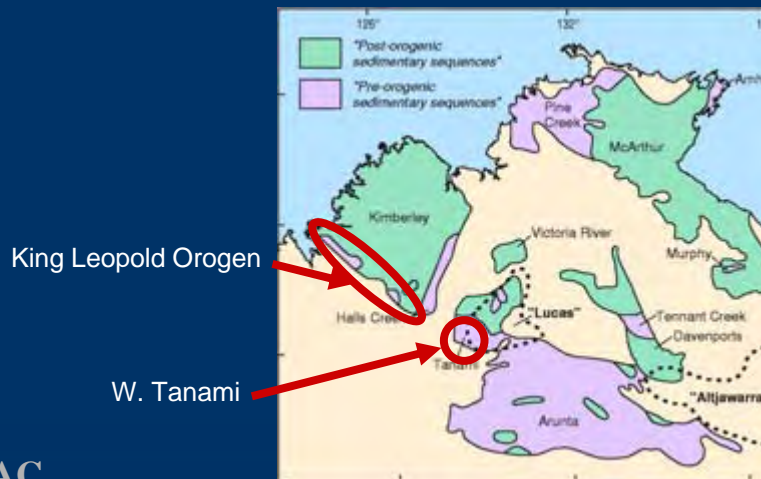 126°
132°
"Post-orogenic
sedimentary sequences"
"Pre-orogenic
sedimentary sequences"
Pine
Creek
McArthur
Kimberley
Victoria River
King Leopold Orogen
Murphy
Halls
"Lucas"
Tennant Creek
Davenports
Tanami
W. Tanami
"Altjawarra
Arunta
AC